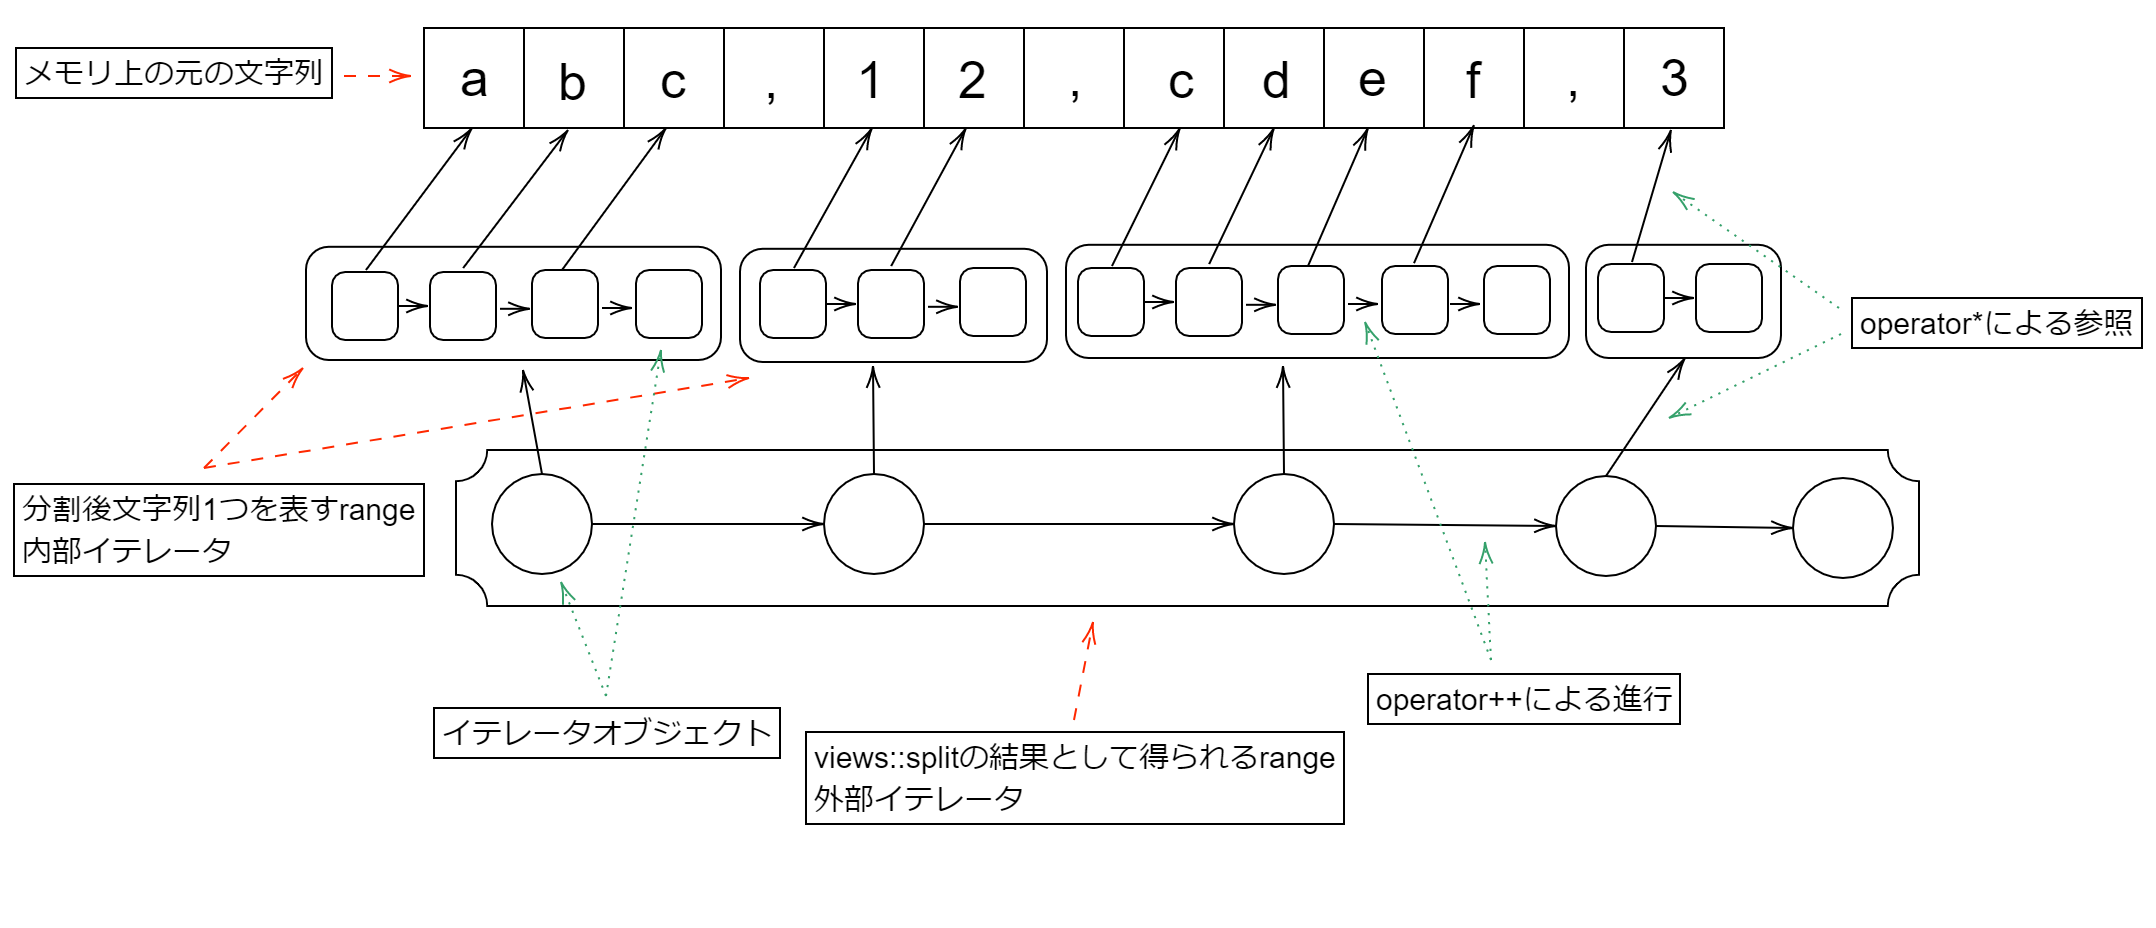 メモリ上の元の文字列
a b c , 1 2 , c d e f , 3
operator*による参照
分割後文字列1つを表すrange
内部イテレータ
operator++による進行
イテレータオブジェクト
views::splitの結果として得られるrange
外部イテレータ